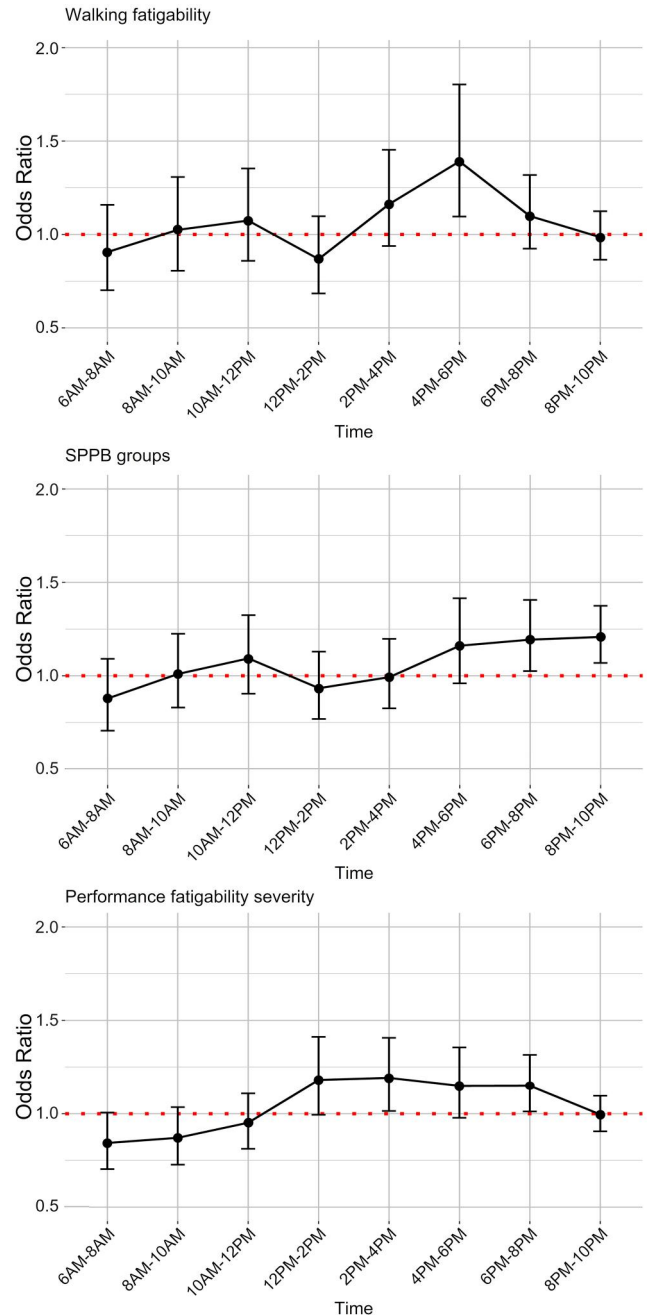 Walking fatigability
2.0
1.5
1.0
0.5
Odds Ratio
6AM-8AM
8AM-10AM
10AM-12PM
12PM-2PM
2PM-4PM
4PM-6PM
6PM-8PM
8PM-10PM
Time
SPPB groups
2.0
1.5
1.0
0.5
Odds Ratio
6AM-8AM
8AM-10AM
10AM-12PM
12PM-2PM
2PM-4PM
4PM-6PM
6PM-8PM
8PM-10PM
Time
Performance fatigability severity
2.0
1.5
1.0
0.5
Odds Ratio
6AM-8AM
8AM-10AM
10AM-12PM
12PM-2PM
2PM-4PM
4PM-6PM
6PM-8PM
8PM-10PM
Time